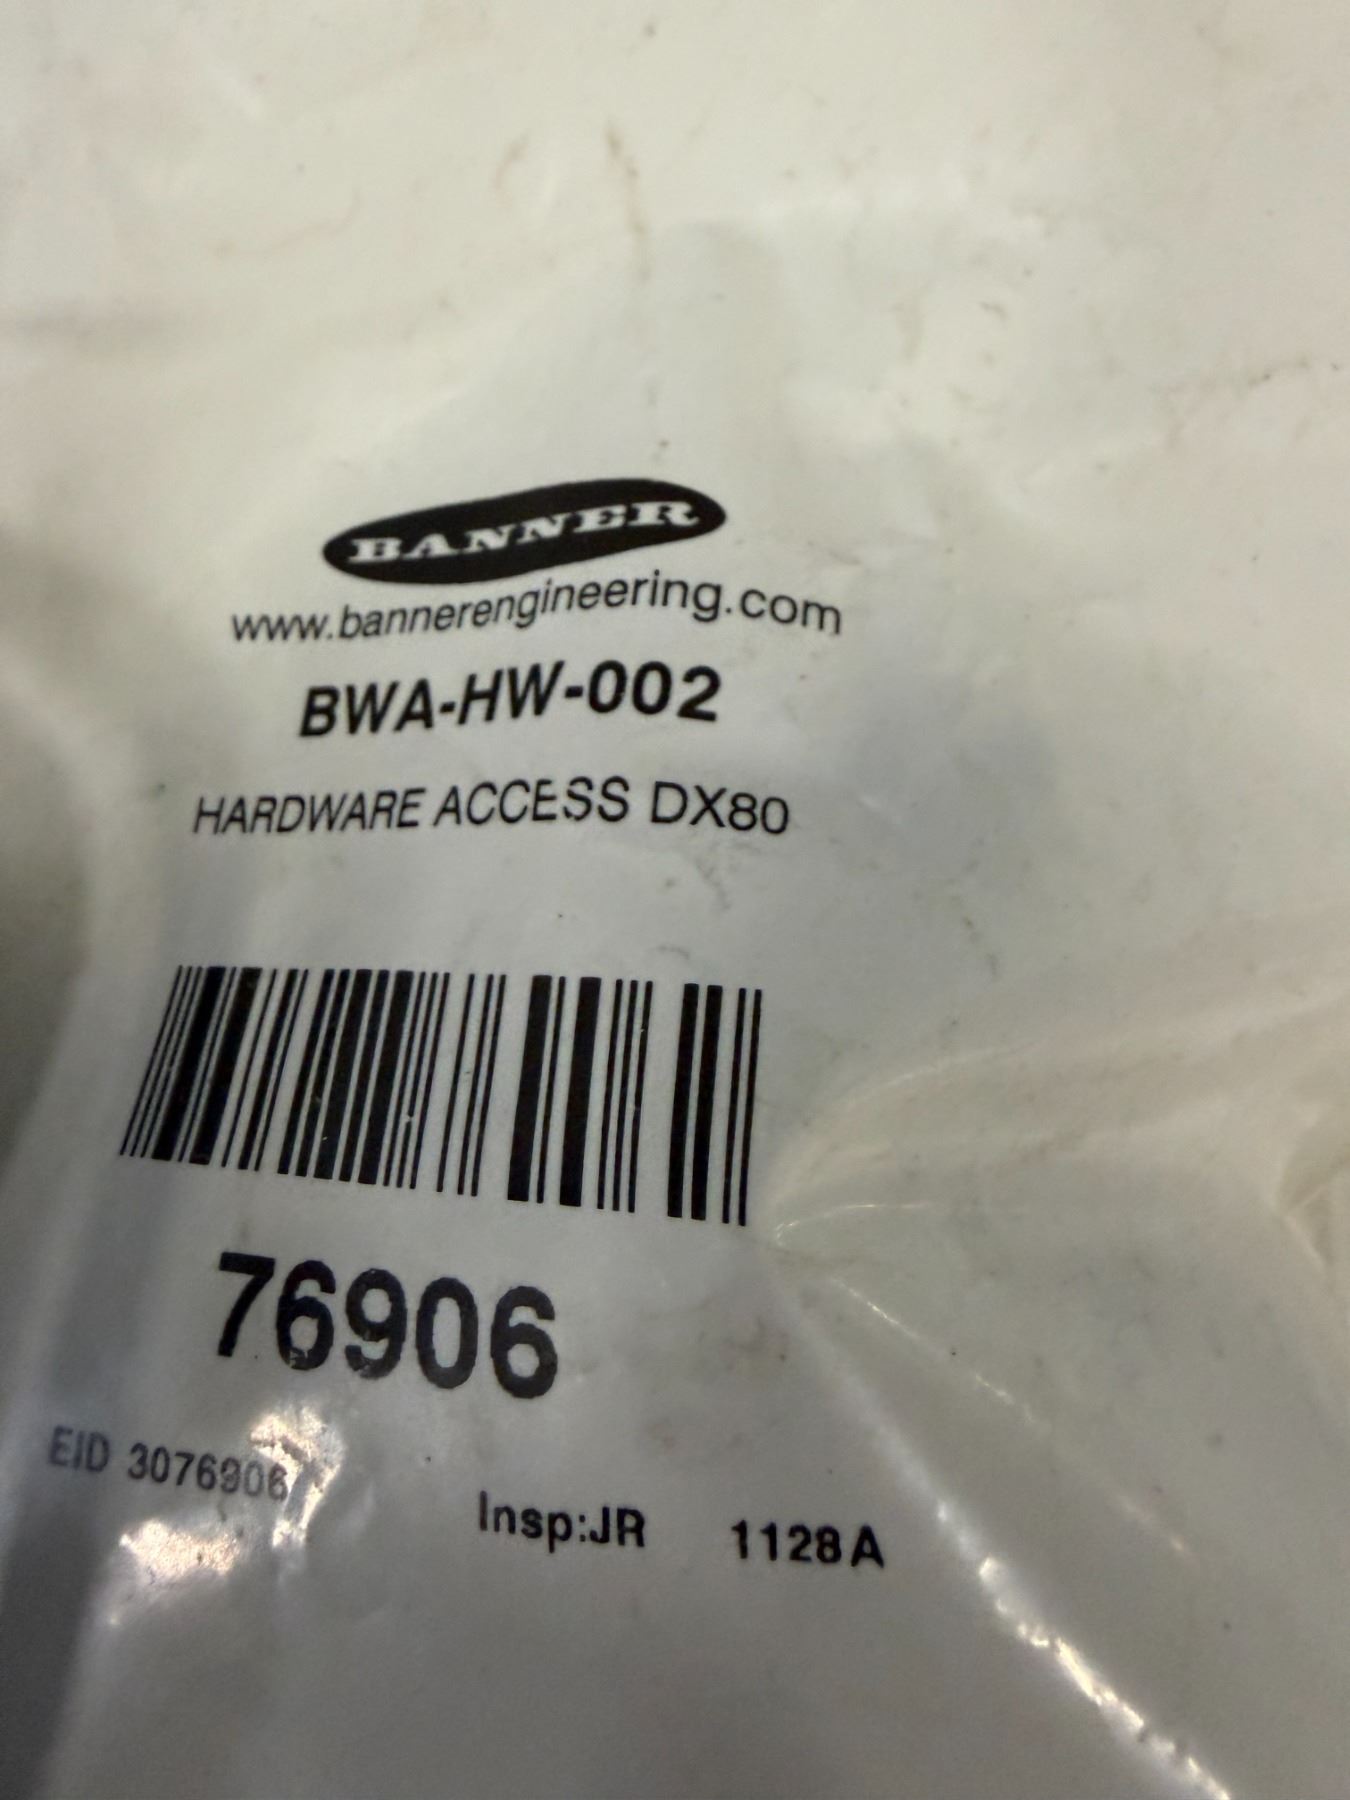 BANNER
www.bannerengineering.com
BWA-HW-002
HARDWARE ACCESS DX80
76906
EID 3076906
Insp:JR 1128A